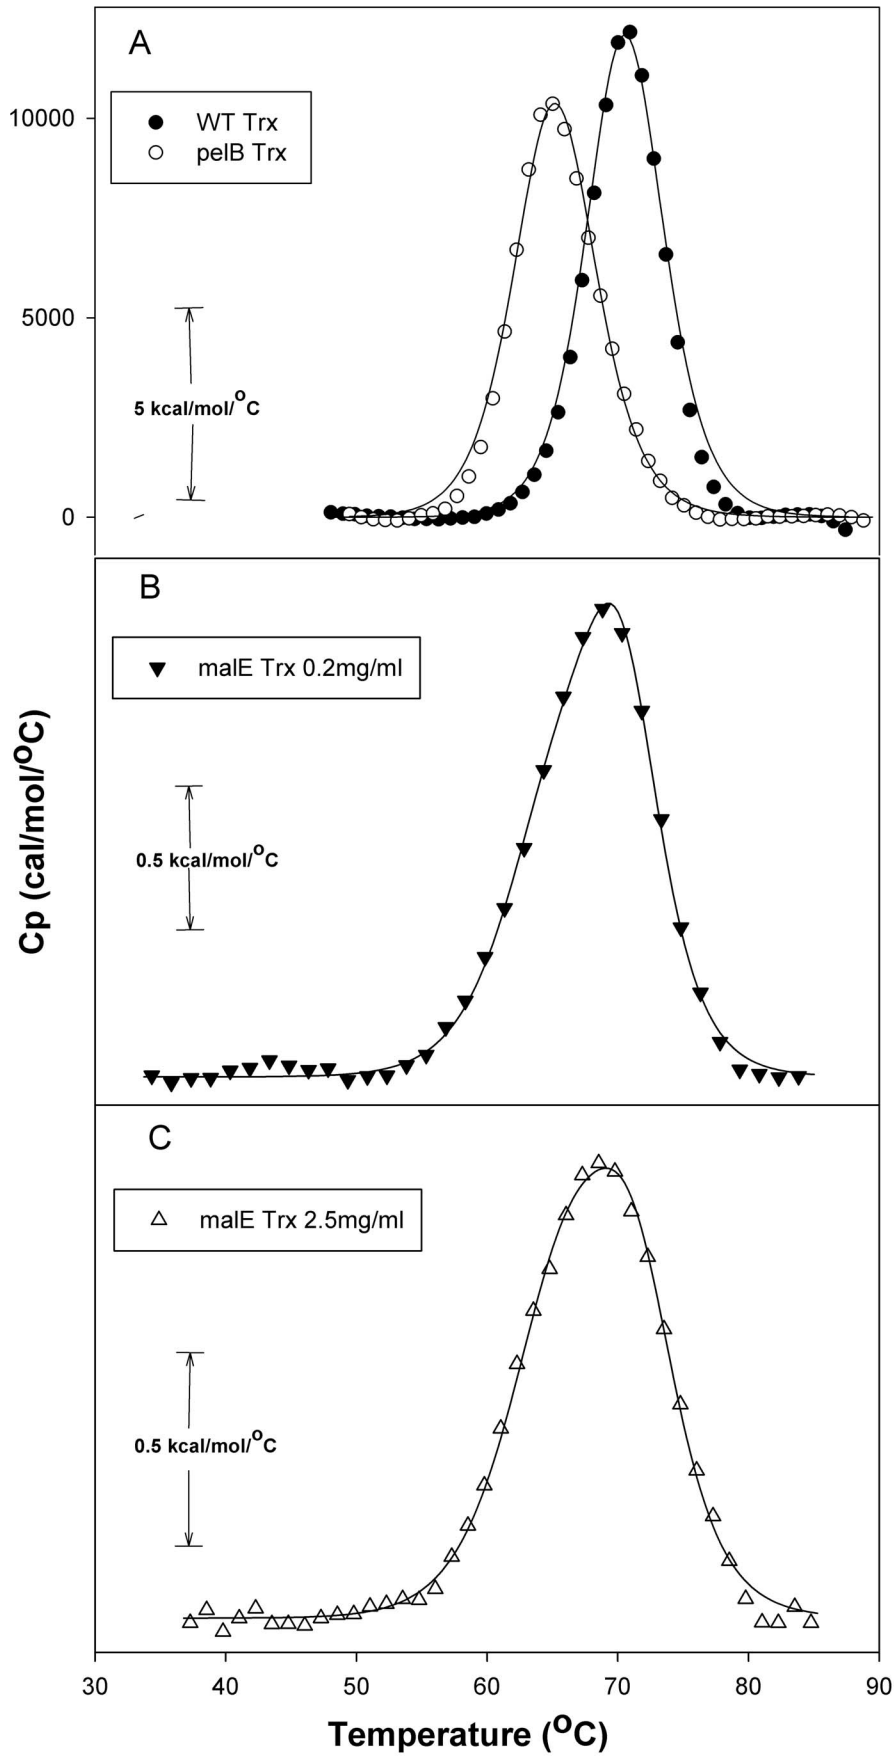 A
WT Trx
pelB Trx
10000
5000
0
5 kcal/mol/°C
B
malE Trx 0.2mg/ml
0.5 kcal/mol/°C
Cp (cal/mol/°C)
C
malE Trx 2.5mg/ml
0.5 kcal/mol/°C
30 40 50 60 70 80 90
Temperature (°C)